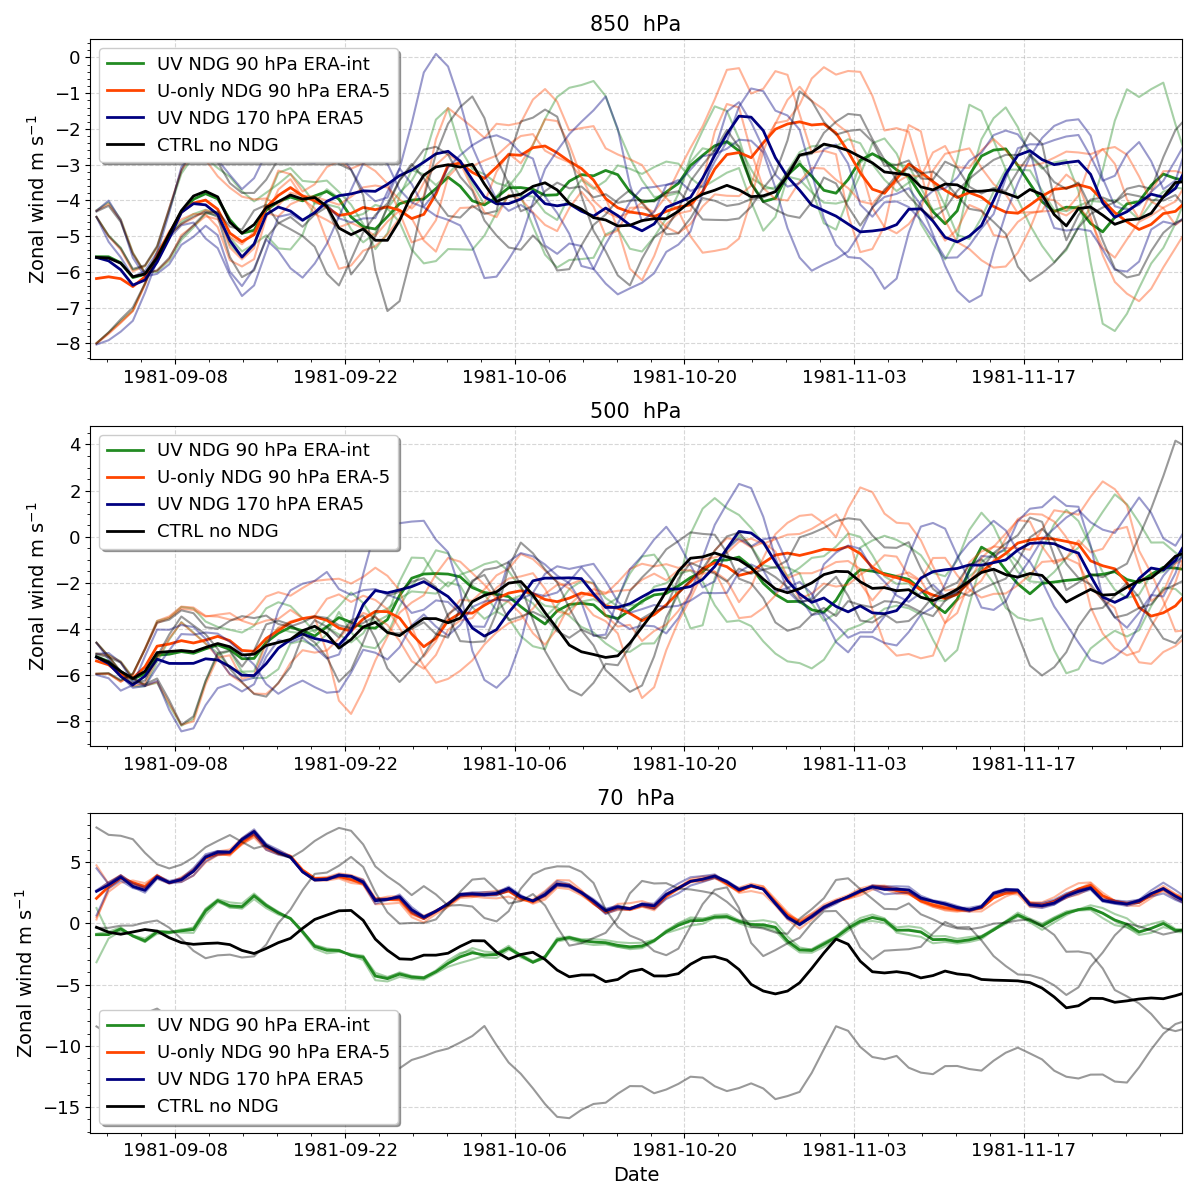 850 hPa
UV NDG 90 hPa ERA-int
U-only NDG 90 hPa ERA-5
UV NDG 170 hPA ERA5
CTRL no NDG
Zonal wind m s⁻¹
0
−1
−2
−3
−4
−5
−6
−7
−8
1981-09-08 1981-09-22 1981-10-06 1981-10-20 1981-11-03 1981-11-17
500 hPa
UV NDG 90 hPa ERA-int
U-only NDG 90 hPa ERA-5
UV NDG 170 hPA ERA5
CTRL no NDG
Zonal wind m s⁻¹
4
2
0
−2
−4
−6
−8
1981-09-08 1981-09-22 1981-10-06 1981-10-20 1981-11-03 1981-11-17
70 hPa
Zonal wind m s⁻¹
5
0
−5
−10
−15
UV NDG 90 hPa ERA-int
U-only NDG 90 hPa ERA-5
UV NDG 170 hPA ERA5
CTRL no NDG
1981-09-08 1981-09-22 1981-10-06 1981-10-20 1981-11-03 1981-11-17
Date